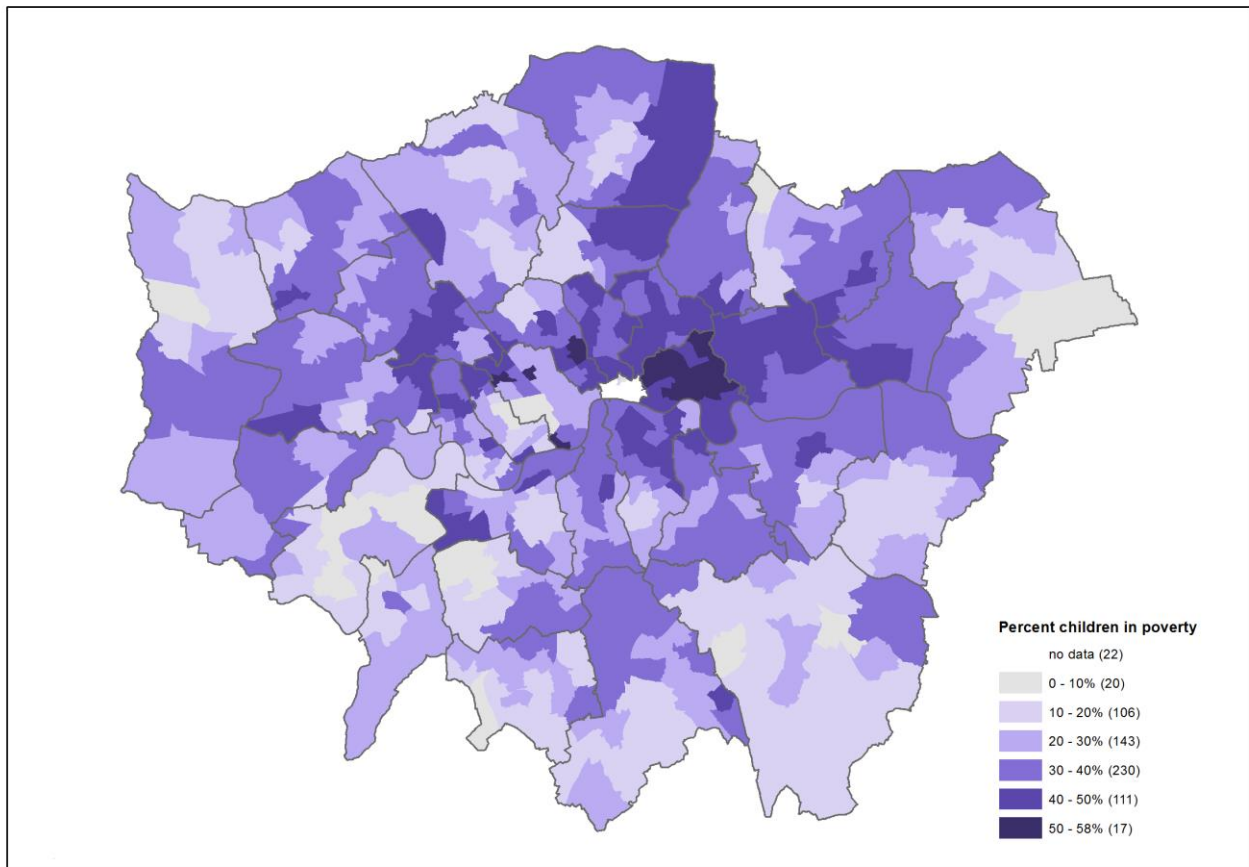 Percent children in poverty
no data (22)
0 - 10% (20)
10 - 20% (106)
20 - 30% (143)
30 - 40% (230)
40 - 50% (111)
50 - 58% (17)